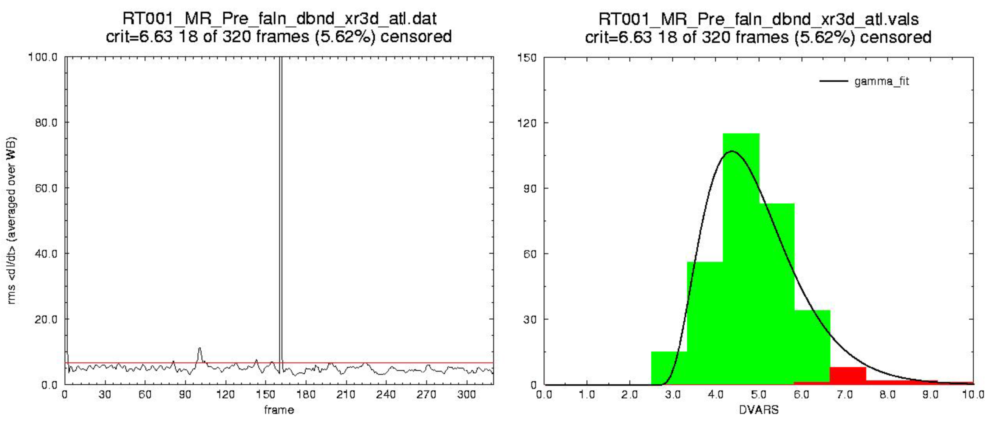 RT001_MR_Pre_faln_dbnd_xr3d_atl.dat
crit=6.63 18 of 320 frames (5.62%) censored
100.0
80.0
60.0
40.0
20.0
0.0
rms <dI/dt> (averaged over WB)
0 30 60 90 120 150 180 210 240 270 300
frame
RT001_MR_Pre_faln_dbnd_xr3d_atl.vals
crit=6.63 18 of 320 frames (5.62%) censored
150
120
90
60
30
0
gamma_fit
0.0 1.0 2.0 3.0 4.0 5.0 6.0 7.0 8.0 9.0 10.0
DVARS